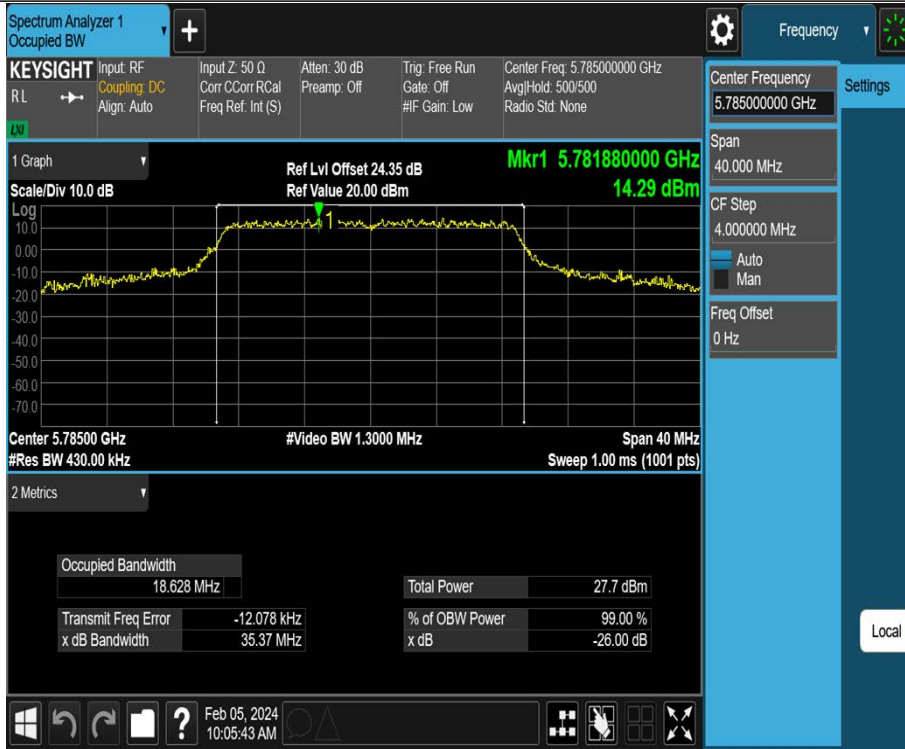 Spectrum Analyzer 1
Occupied BW
+
Frequency
KEYSIGHT
R L
LXI
Input: RF
Coupling: DC
Align: Auto
Input Z: 50 Ω
Corr CCorr RCal
Freq Ref: Int (S)
Atten: 30 dB
Preamp: Off
Trig: Free Run
Gate: Off
#IF Gain: Low
Center Freq: 5.785000000 GHz
Avg|Hold: 500/500
Radio Std: None
1 Graph
Scale/Div 10.0 dB
Ref Lvl Offset 24.35 dB
Ref Value 20.00 dBm
Mkr1 5.781880000 GHz
14.29 dBm
Log
10.0
0.00
-10.0
-20.0
-30.0
-40.0
-50.0
-60.0
-70.0
1
Center 5.78500 GHz
#Res BW 430.00 kHz
#Video BW 1.3000 MHz
Span 40 MHz
Sweep 1.00 ms (1001 pts)
2 Metrics
Occupied Bandwidth
18.628 MHz
Transmit Freq Error -12.078 kHz
x dB Bandwidth 35.37 MHz
Total Power 27.7 dBm
% of OBW Power 99.00 %
x dB -26.00 dB
Center Frequency
5.785000000 GHz
Settings
Span
40.000 MHz
CF Step
4.000000 MHz
Auto
Man
Freq Offset
0 Hz
Local
?
Feb 05, 2024
10:05:43 AM